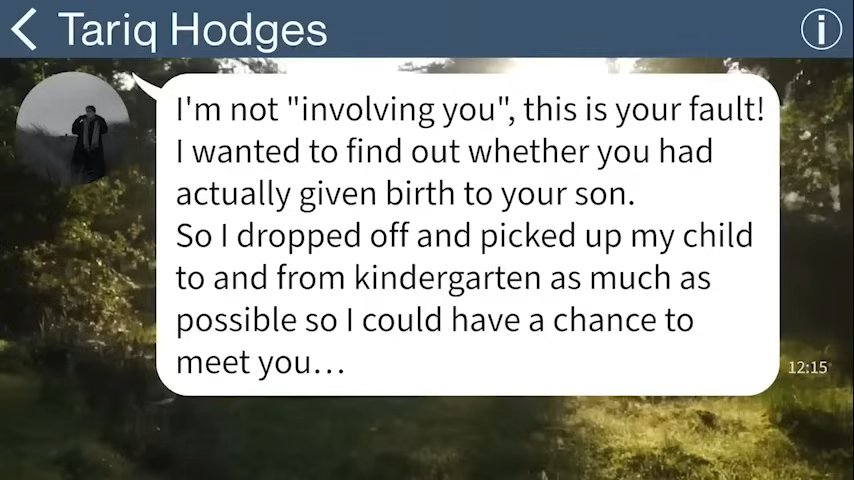 Tariq Hodges
I'm not "involving you", this is your fault!
I wanted to find out whether you had
actually given birth to your son.
So I dropped off and picked up my child
to and from kindergarten as much as
possible so I could have a chance to
meet you…
12:15